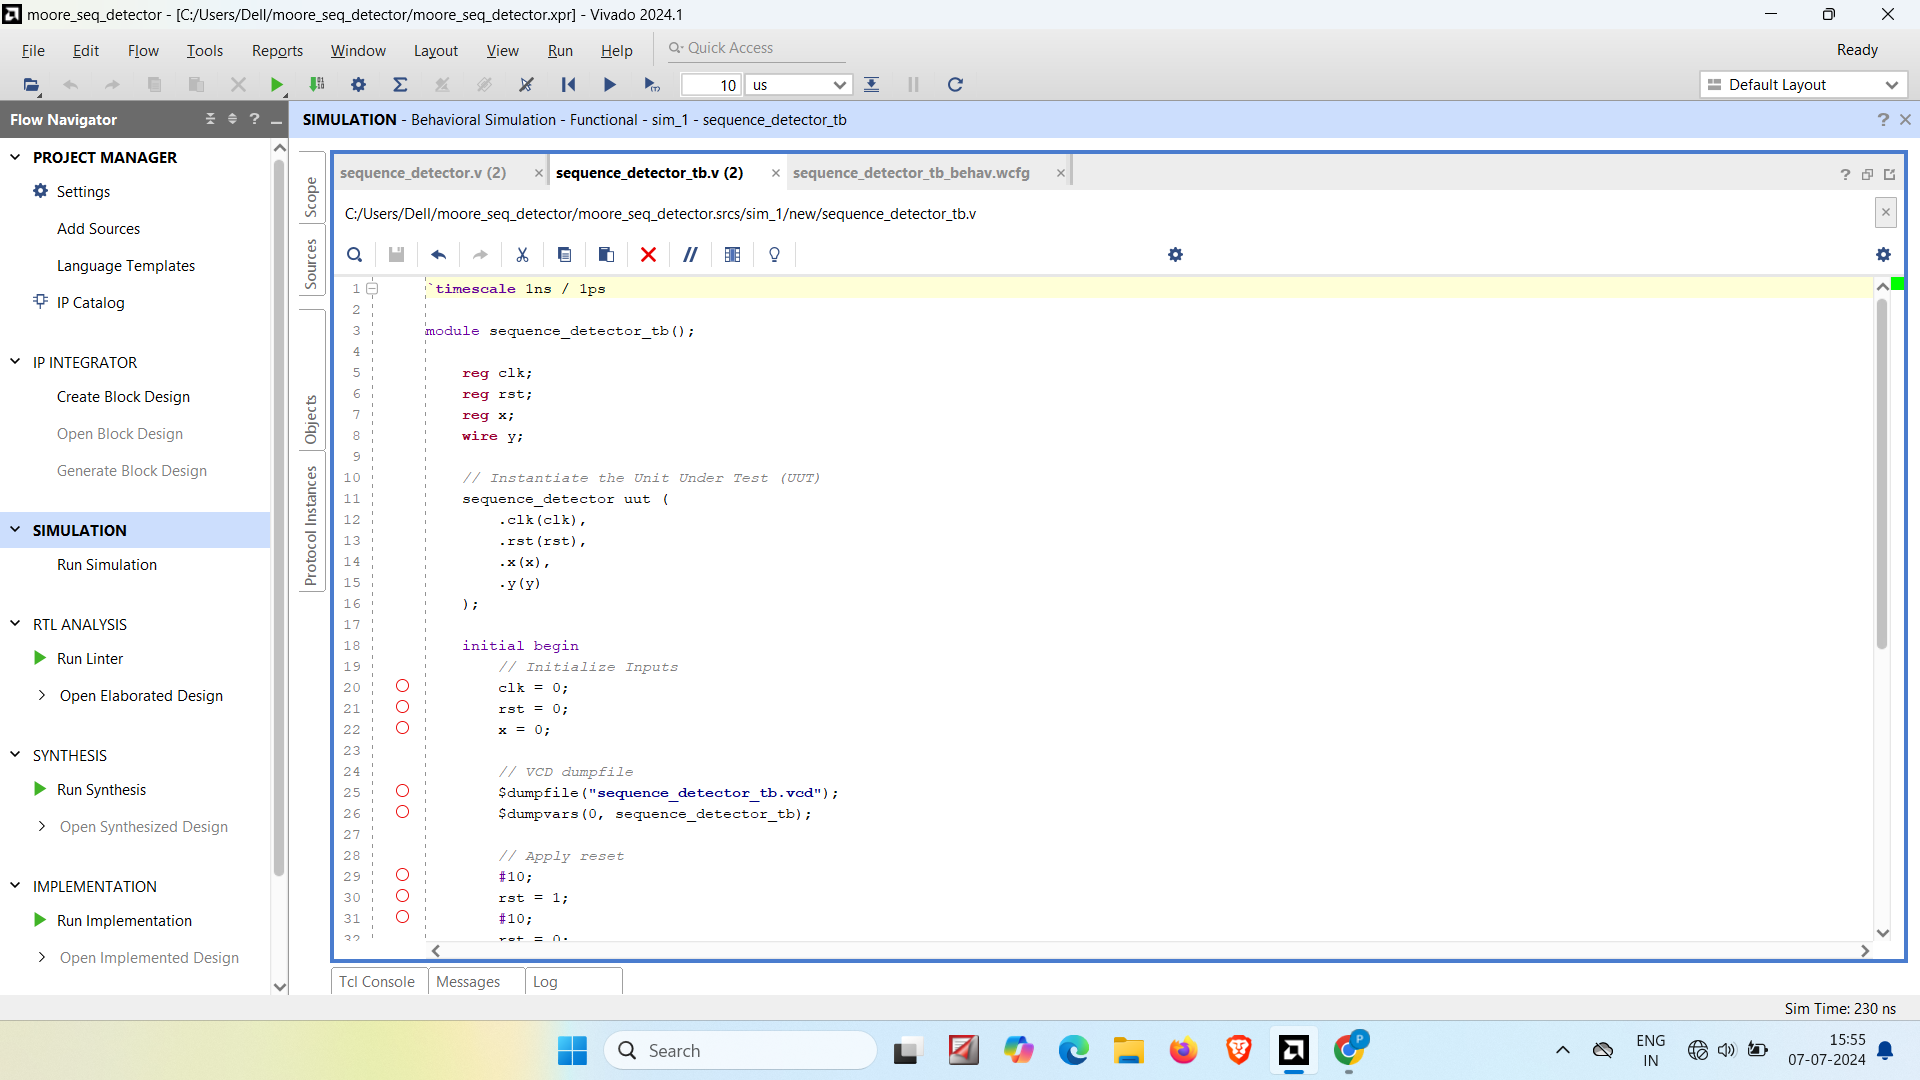 moore_seq_detector - [C:/Users/Dell/moore_seq_detector/moore_seq_detector.xpr] - Vivado 2024.1
File Edit Flow Tools Reports Window Layout View Run Help Quick Access Ready
10 us Default Layout
Flow Navigator
SIMULATION - Behavioral Simulation - Functional - sim_1 - sequence_detector_tb
PROJECT MANAGER
Settings
Add Sources
Language Templates
IP Catalog
IP INTEGRATOR
Create Block Design
Open Block Design
Generate Block Design
SIMULATION
Run Simulation
RTL ANALYSIS
Run Linter
Open Elaborated Design
SYNTHESIS
Run Synthesis
Open Synthesized Design
IMPLEMENTATION
Run Implementation
Open Implemented Design
Scope
Sources
Objects
Protocol Instances
sequence_detector.v (2) sequence_detector_tb.v (2) sequence_detector_tb_behav.wcfg
C:/Users/Dell/moore_seq_detector/moore_seq_detector.srcs/sim_1/new/sequence_detector_tb.v
1 `timescale 1ns / 1ps
2
3 module sequence_detector_tb();
4
5 reg clk;
6 reg rst;
7 reg x;
8 wire y;
9
10 // Instantiate the Unit Under Test (UUT)
11 sequence_detector uut (
12 .clk(clk),
13 .rst(rst),
14 .x(x),
15 .y(y)
16 );
17
18 initial begin
19 // Initialize Inputs
20 clk = 0;
21 rst = 0;
22 x = 0;
23
24 // VCD dumpfile
25 $dumpfile("sequence_detector_tb.vcd");
26 $dumpvars(0, sequence_detector_tb);
27
28 // Apply reset
29 #10;
30 rst = 1;
31 #10;
32 rst = 0;
Tcl Console Messages Log
Sim Time: 230 ns
Search
P
ENG
IN
15:55
07-07-2024